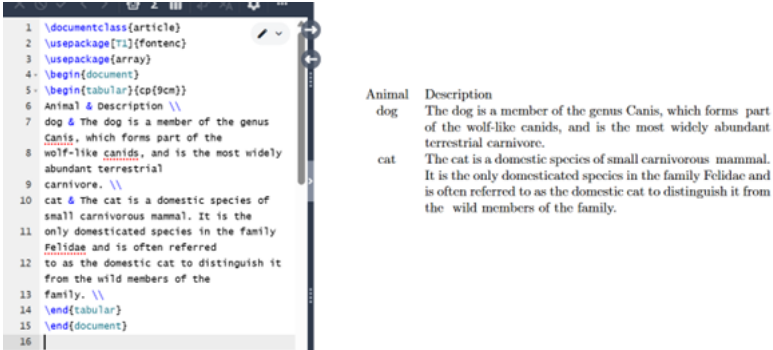 2
1 \documentclass{article}
2 \usepackage[T1]{fontenc}
3 \usepackage{array}
4 \begin{document}
5 \begin{tabular}{cp{9cm}}
6 Animal & Description \\
7 dog & The dog is a member of the genus
Canis, which forms part of the
8 wolf-like canids, and is the most widely
abundant terrestrial
9 carnivore. \\
10 cat & The cat is a domestic species of
small carnivorous mammal. It is the
11 only domesticated species in the family
Felidae and is often referred
12 to as the domestic cat to distinguish it
from the wild members of the
13 family. \\
14 \end{tabular}
15 \end{document}
16
Animal Description
dog The dog is a member of the genus Canis, which forms part
of the wolf-like canids, and is the most widely abundant
terrestrial carnivore.
cat The cat is a domestic species of small carnivorous mammal.
It is the only domesticated species in the family Felidae and
is often referred to as the domestic cat to distinguish it from
the wild members of the family.